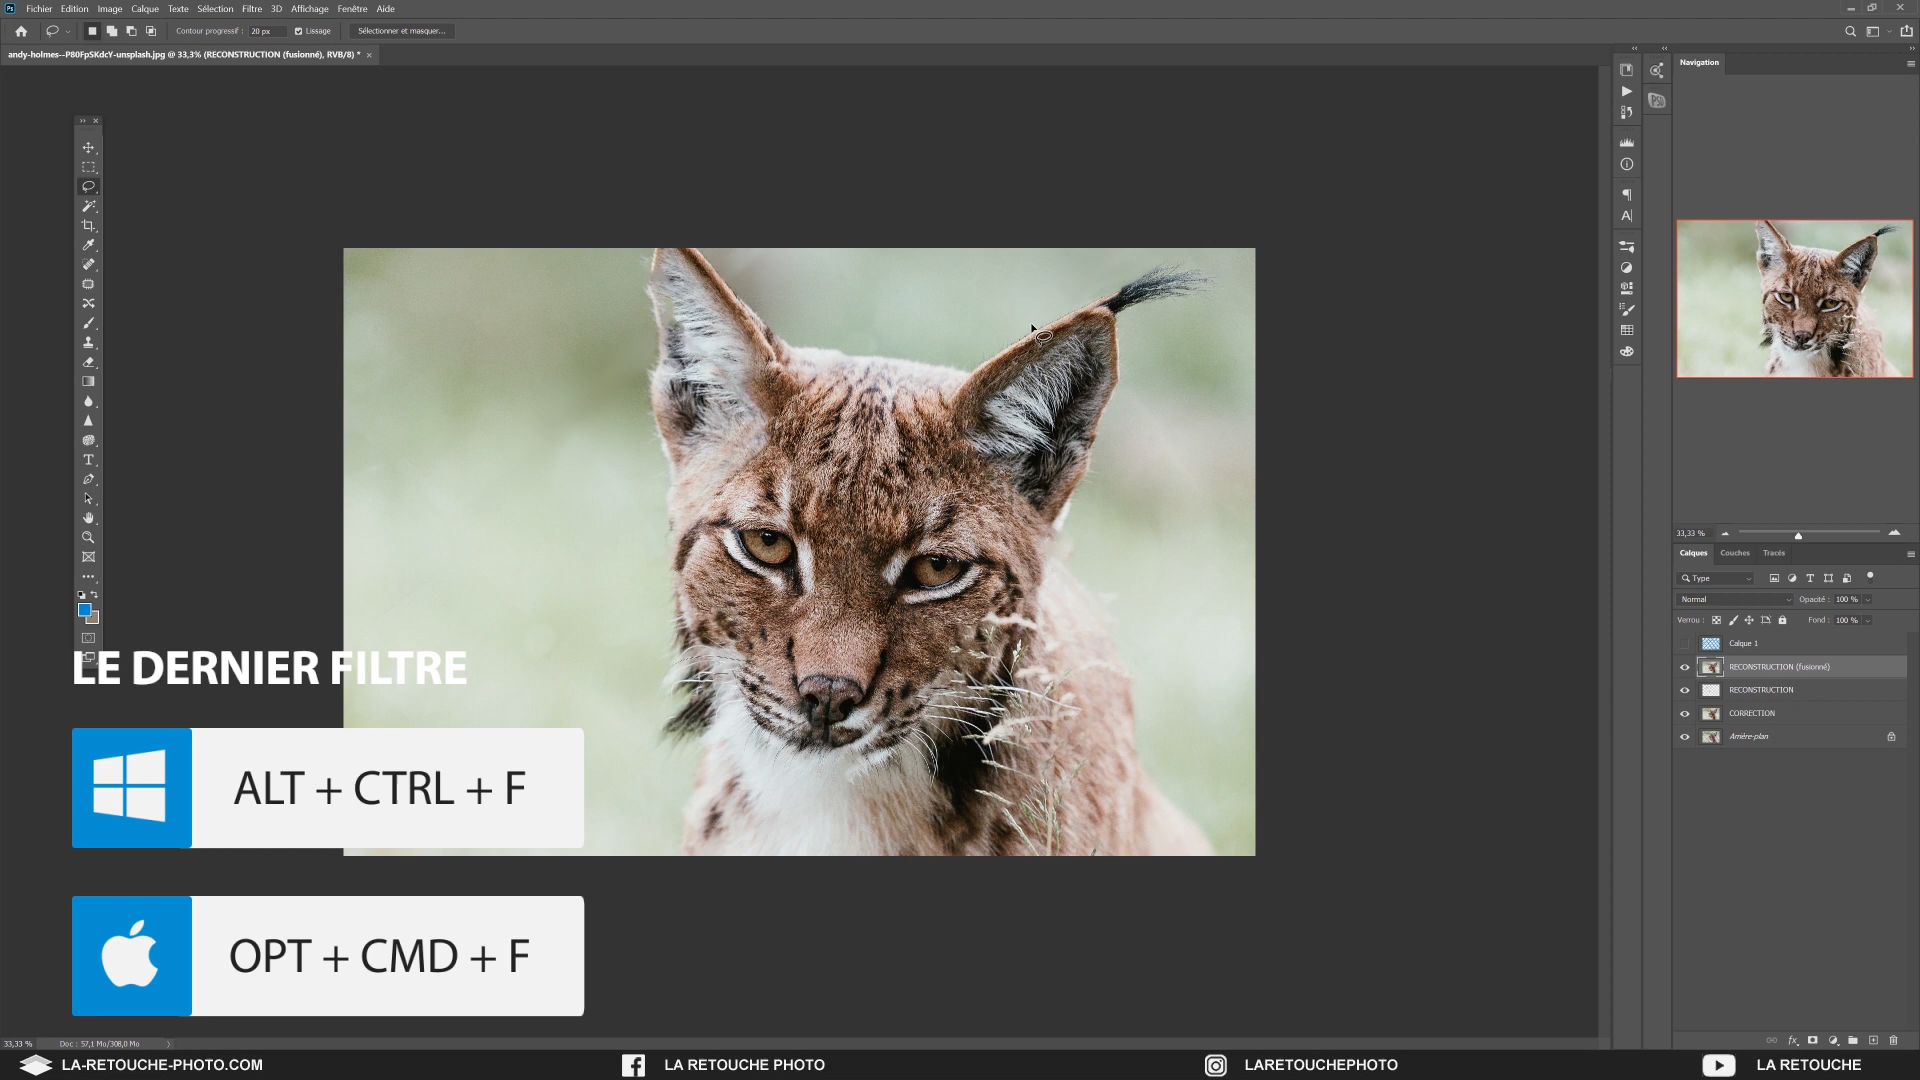 Ps Fichier Edition Image Calque Texte Sélection Filtre 3D Affichage Fenêtre Aide
Contour progressif : 20 px Lissage Sélectionner et masquer...
andy-holmes--P80FpSKdcY-unsplash.jpg @ 33,3% (RECONSTRUCTION (fusionné), RVB/8) *
Navigation
33,33 %
Calques Couches Tracés
Type
Normal Opacité : 100 %
Verrou : Fond : 100 %
Calque 1
RECONSTRUCTION (fusionné)
RECONSTRUCTION
CORRECTION
Arrière-plan
LE DERNIER FILTRE
ALT + CTRL + F
OPT + CMD + F
33,33 % Doc : 57,1 Mo/308,0 Mo
LA-RETOUCHE-PHOTO.COM
LA RETOUCHE PHOTO
LARETOUCHEPHOTO
LA RETOUCHE